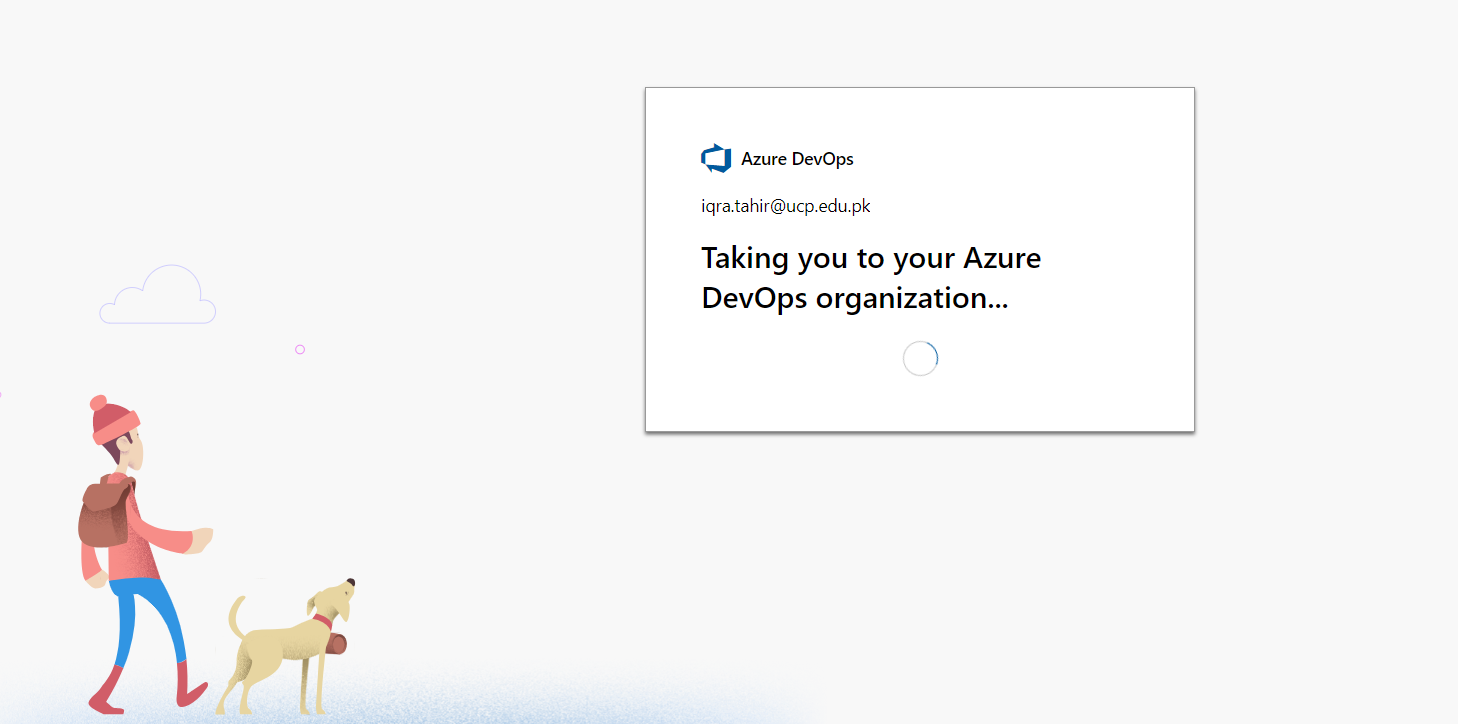 Azure DevOps
iqra.tahir@ucp.edu.pk
Taking you to your Azure
DevOps organization...